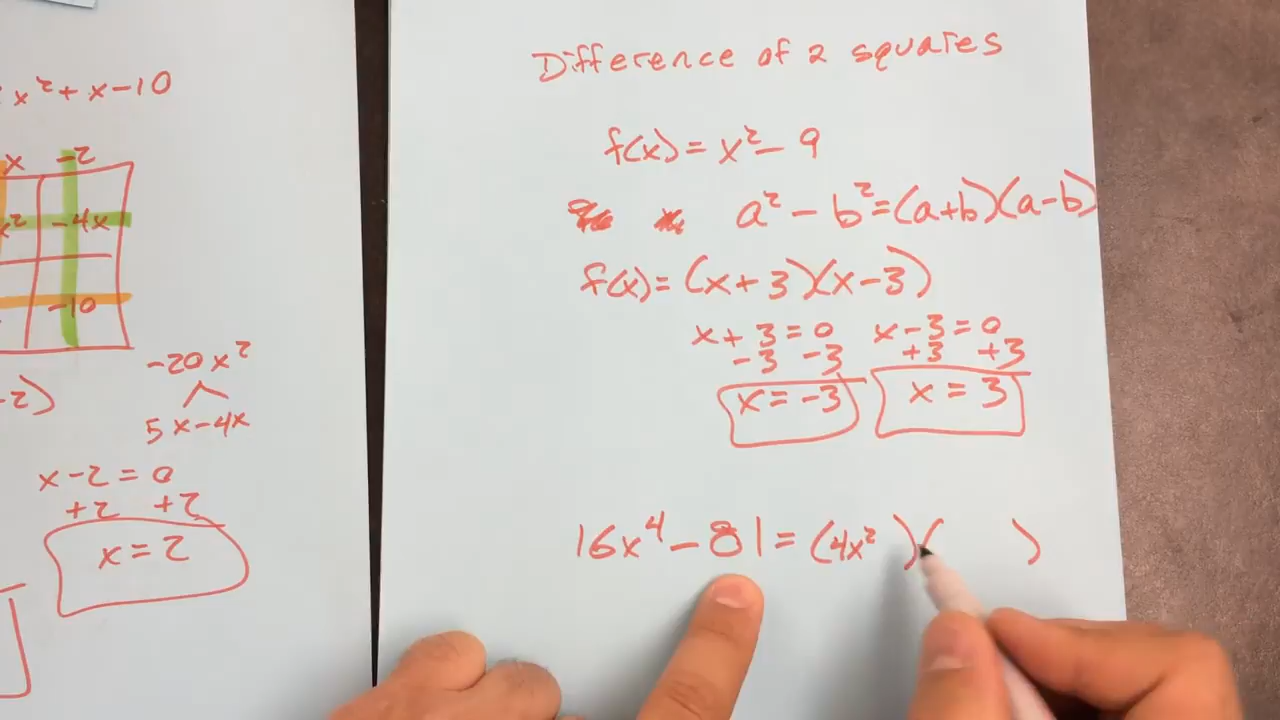 x² + x - 10
x -2
x² -4x
-10
-2)
-20x²
5x-4x
x-2 = 0
+2 +2
x = 2
Difference of 2 squares
f(x) = x² - 9
a² - b² = (a+b)(a-b)
f(x) = (x+3)(x-3)
x+3=0 x-3=0
-3 -3 +3 +3
x = -3 x = 3
16x⁴ - 81 = (4x² )( )